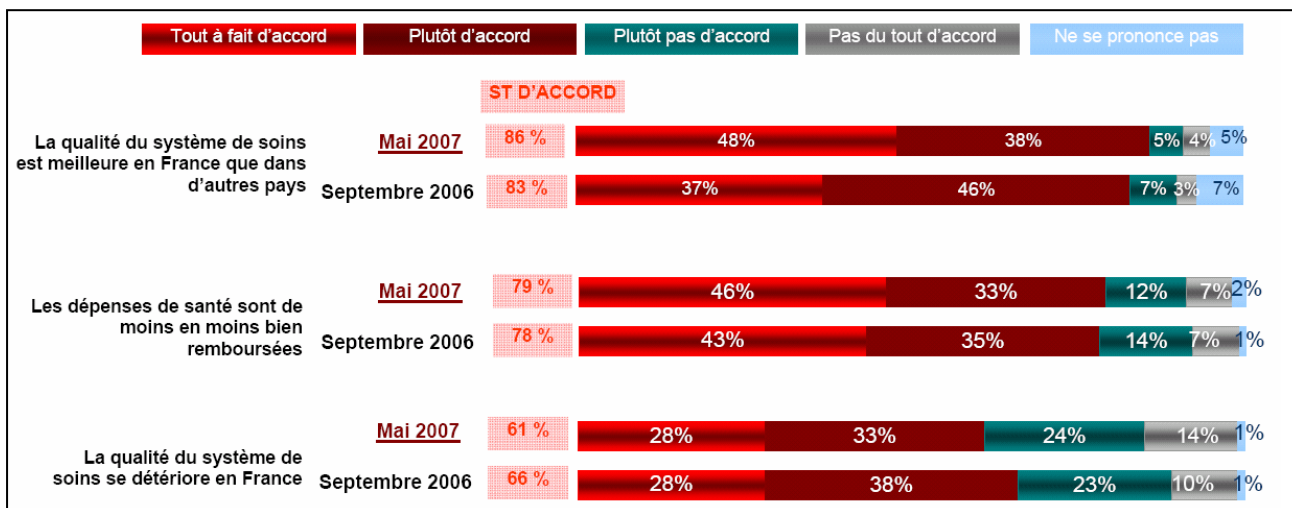 Tout à fait d'accord Plutôt d'accord Plutôt pas d'accord Pas du tout d'accord Ne se prononce pas
ST D'ACCORD
La qualité du système de soins
est meilleure en France que dans
d'autres pays
Mai 2007 86 % 48% 38% 5% 4% 5%
Septembre 2006 83 % 37% 46% 7% 3% 7%
Les dépenses de santé sont de
moins en moins bien
remboursées
Mai 2007 79 % 46% 33% 12% 7% 2%
Septembre 2006 78 % 43% 35% 14% 7% 1%
La qualité du système de
soins se détériore en France
Mai 2007 61 % 28% 33% 24% 14% 1%
Septembre 2006 66 % 28% 38% 23% 10% 1%